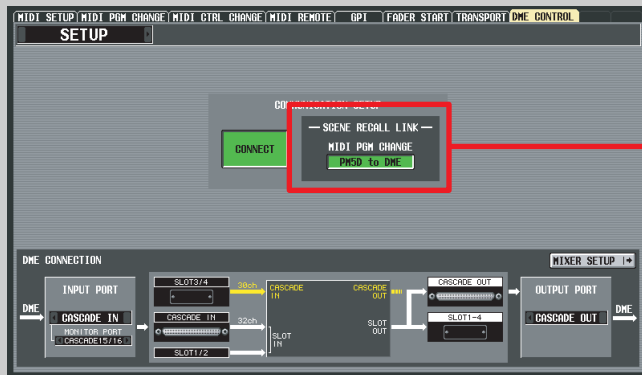 MIDI SETUP MIDI PGM CHANGE MIDI CTRL CHANGE MIDI REMOTE GPI FADER START TRANSPORT DME CONTROL
SETUP
COMMUNICATION SETUP
SCENE RECALL LINK
CONNECT
MIDI PGM CHANGE
PM5D to DME
DME CONNECTION
MIXER SETUP
INPUT PORT
SLOT3/4
30ch
CASCADE IN
CASCADE OUT
CASCADE OUT
OUTPUT PORT
DME
CASCADE IN
CASCADE IN
32ch
SLOT IN
SLOT OUT
SLOT1-4
CASCADE OUT
DME
MONITOR PORT
CASCADE15/16
SLOT1/2